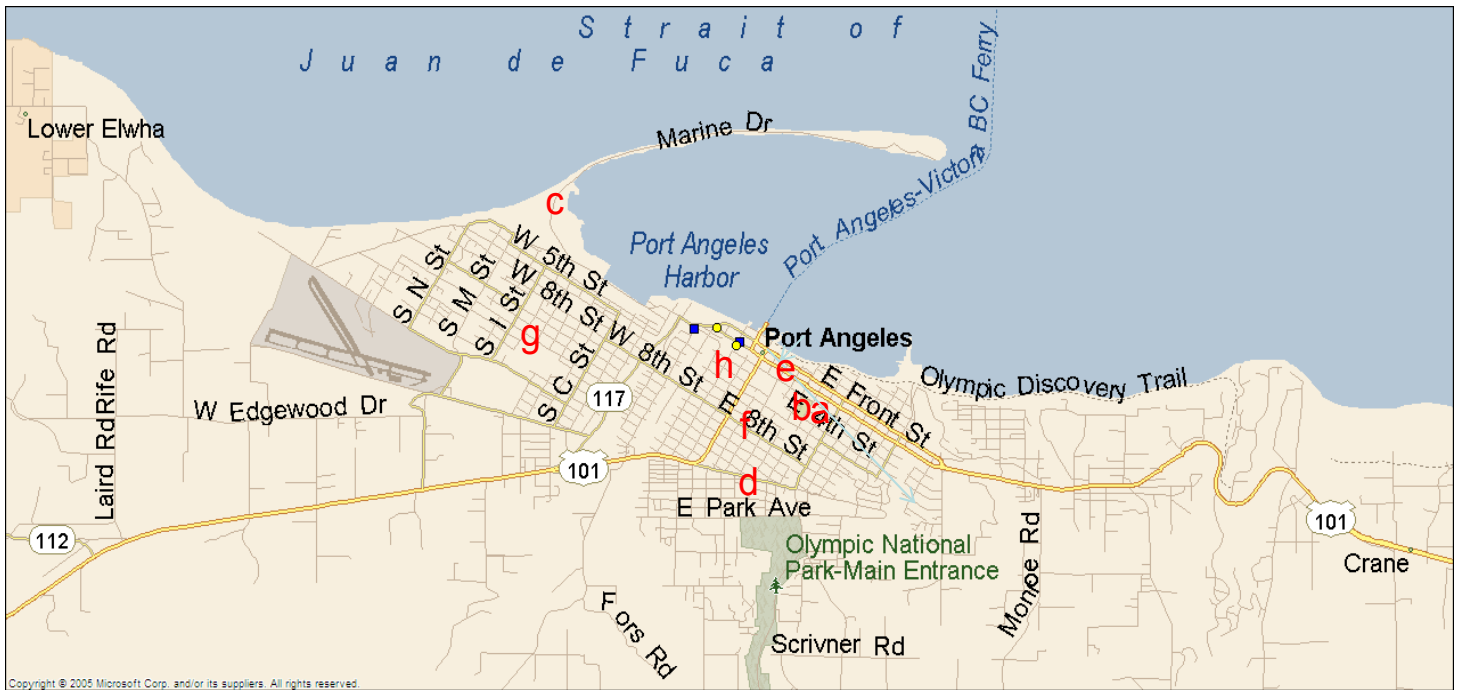 Strait of
Juan de Fuca
Lower Elwha
Marine Dr
Port Angeles-Victoria BC Ferry
c
Port Angeles
Harbor
W 5th St
S N St
S M St
W 8th St
S I St
g
W 8th St
S C St
117
h
Port Angeles
e
E Front St
Olympic Discovery Trail
ba
E 4th St
E 8th St
f
W Edgewood Dr
Laird Rd
Rife Rd
101
d
E Park Ave
112
Olympic National
Park-Main Entrance
Monroe Rd
101
Crane
Fors Rd
Scrivner Rd
Copyright © 2005 Microsoft Corp. and/or its suppliers. All rights reserved.